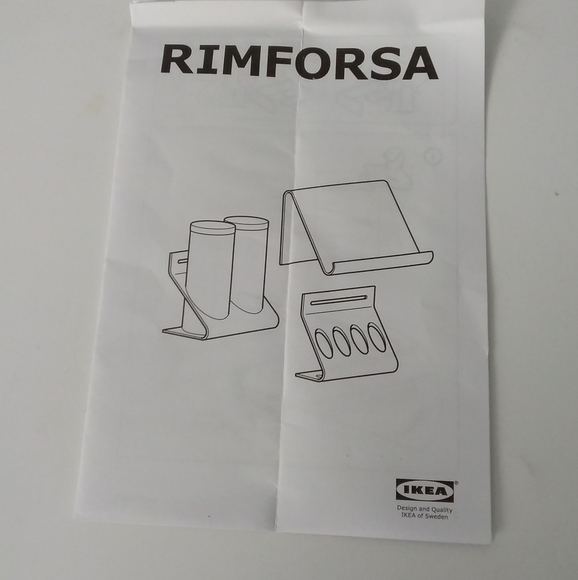 RIMFORSA
IKEA®
Design and Quality
IKEA of Sweden